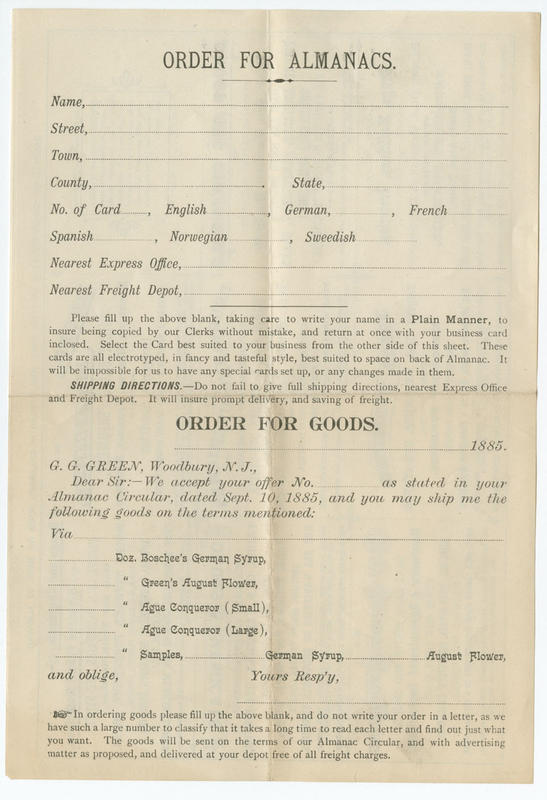 ORDER FOR ALMANACS.
Name,
Street,
Town,
County, State,
No. of Card , English , German, , French
Spanish , Norwegian , Sweedish
Nearest Express Office,
Nearest Freight Depot,
Please fill up the above blank, taking care to write your name in a Plain Manner, to
insure being copied by our Clerks without mistake, and return at once with your business card
inclosed. Select the Card best suited to your business from the other side of this sheet. These
cards are all electrotyped, in fancy and tasteful style, best suited to space on back of Almanac. It
will be impossible for us to have any special cards set up, or any changes made in them.
SHIPPING DIRECTIONS.—Do not fail to give full shipping directions, nearest Express Office
and Freight Depot. It will insure prompt delivery, and saving of freight.
ORDER FOR GOODS.
1885.
G. G. GREEN, Woodbury, N. J.,
Dear Sir:—We accept your offer No. as stated in your
Almanac Circular, dated Sept. 10, 1885, and you may ship me the
following goods on the terms mentioned:
Via
Doz. Boschee's German Syrup,
" Green's August Flower,
" Ague Conqueror (Small),
" Ague Conqueror (Large),
" Samples, German Syrup, August Flower,
and oblige, Yours Resp'y,
☞In ordering goods please fill up the above blank, and do not write your order in a letter, as we
have such a large number to classify that it takes a long time to read each letter and find out just what
you want. The goods will be sent on the terms of our Almanac Circular, and with advertising
matter as proposed, and delivered at your depot free of all freight charges.